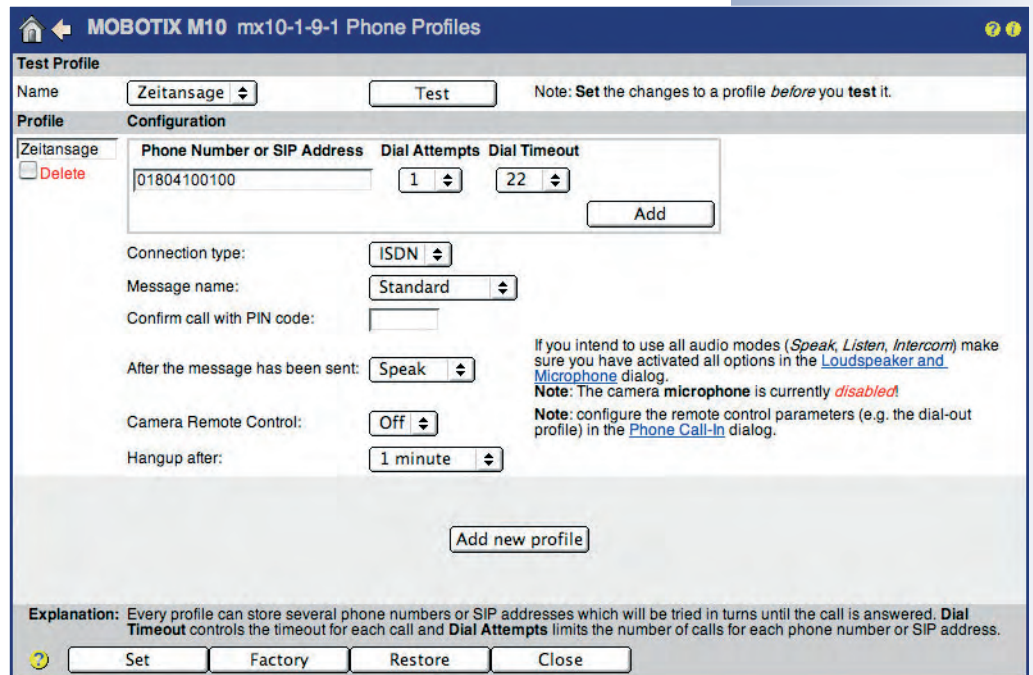 MOBOTIX M10 mx10-1-9-1 Phone Profiles
Test Profile
Name Zeitansage Test Note: Set the changes to a profile before you test it.
Profile Configuration
Zeitansage
Delete
Phone Number or SIP Address Dial Attempts Dial Timeout
01804100100 1 22
Add
Connection type: ISDN
Message name: Standard
Confirm call with PIN code:
After the message has been sent: Speak
If you intend to use all audio modes (Speak, Listen, Intercom) make
sure you have activated all options in the Loudspeaker and
Microphone dialog.
Note: The camera microphone is currently disabled!
Camera Remote Control: Off
Note: configure the remote control parameters (e.g. the dial-out
profile) in the Phone Call-In dialog.
Hangup after: 1 minute
Add new profile
Explanation: Every profile can store several phone numbers or SIP addresses which will be tried in turns until the call is answered. Dial
Timeout controls the timeout for each call and Dial Attempts limits the number of calls for each phone number or SIP address.
? Set Factory Restore Close